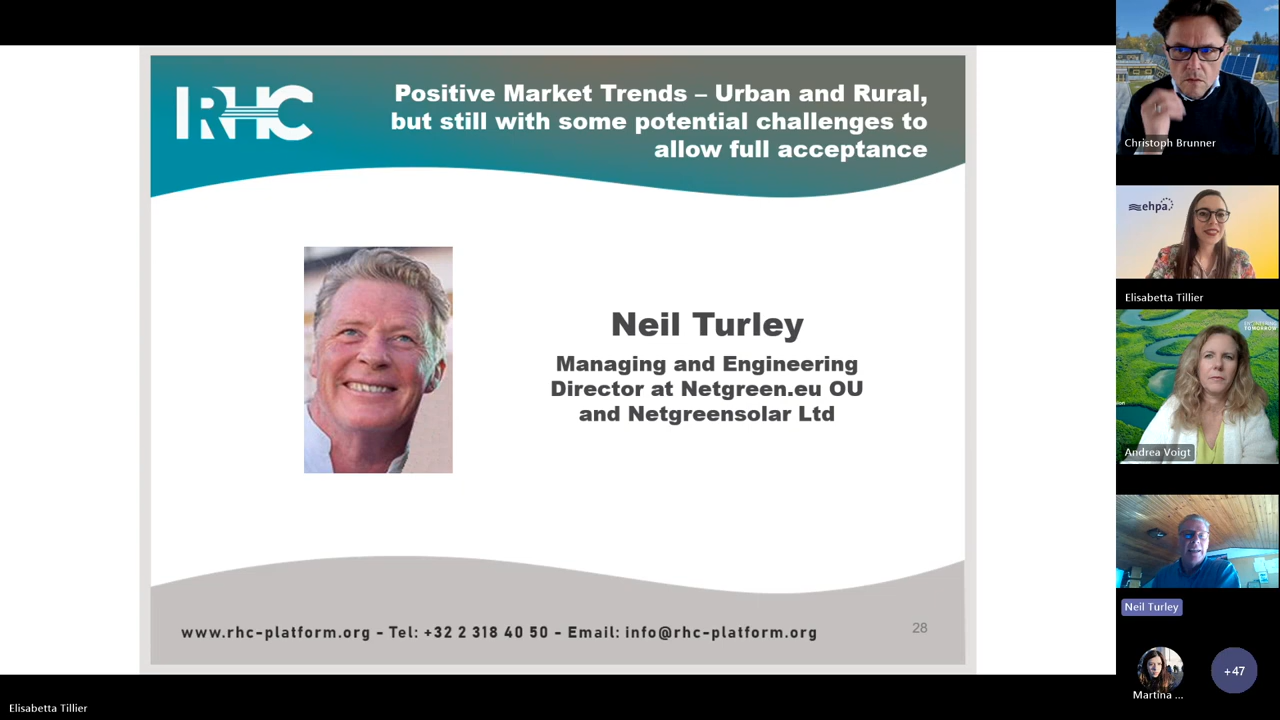 RHC
Positive Market Trends – Urban and Rural,
but still with some potential challenges to
allow full acceptance
Neil Turley
Managing and Engineering
Director at Netgreen.eu OU
and Netgreensolar Ltd
www.rhc-platform.org - Tel: +32 2 318 40 50 - Email: info@rhc-platform.org
28
Christoph Brunner
ehpa
Elisabetta Tillier
TOMORROW
Andrea Voigt
Neil Turley
Martina ...
+47
Elisabetta Tillier